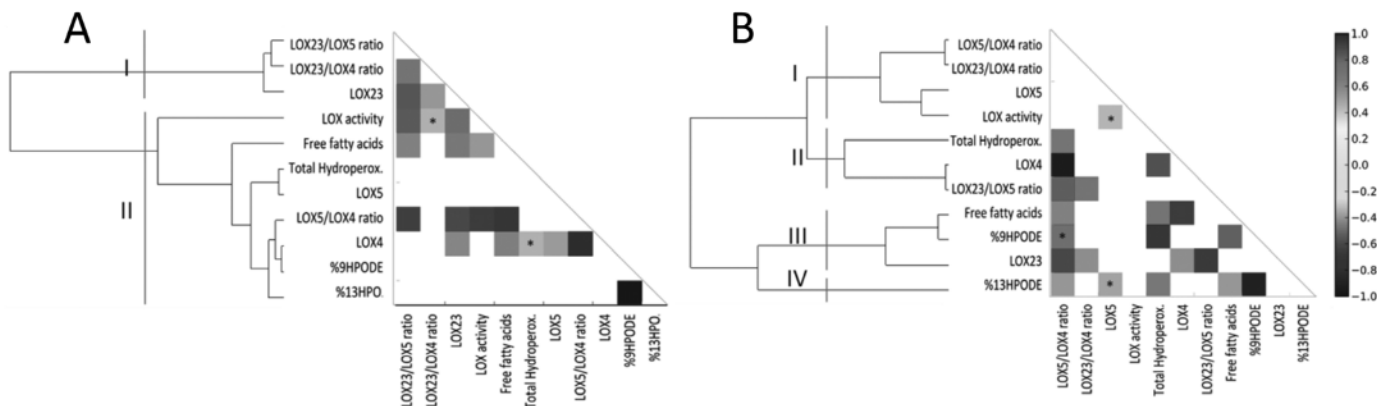 A
I
II
LOX23/LOX5 ratio
LOX23/LOX4 ratio
LOX23
LOX activity
Free fatty acids
Total Hydroperox.
LOX5
LOX5/LOX4 ratio
LOX4
%9HPODE
%13HPO.
*
*
LOX23/LOX5 ratio
LOX23/LOX4 ratio
LOX23
LOX activity
Free fatty acids
Total Hydroperox.
LOX5
LOX5/LOX4 ratio
LOX4
%9HPODE
%13HPO.
B
I
II
III
IV
LOX5/LOX4 ratio
LOX23/LOX4 ratio
LOX5
LOX activity
Total Hydroperox.
LOX4
LOX23/LOX5 ratio
Free fatty acids
%9HPODE
LOX23
%13HPODE
*
*
*
LOX5/LOX4 ratio
LOX23/LOX4 ratio
LOX5
LOX activity
Total Hydroperox.
LOX4
LOX23/LOX5 ratio
Free fatty acids
%9HPODE
LOX23
%13HPODE
1.0
0.8
0.6
0.4
0.2
0.0
−0.2
−0.4
−0.6
−0.8
−1.0